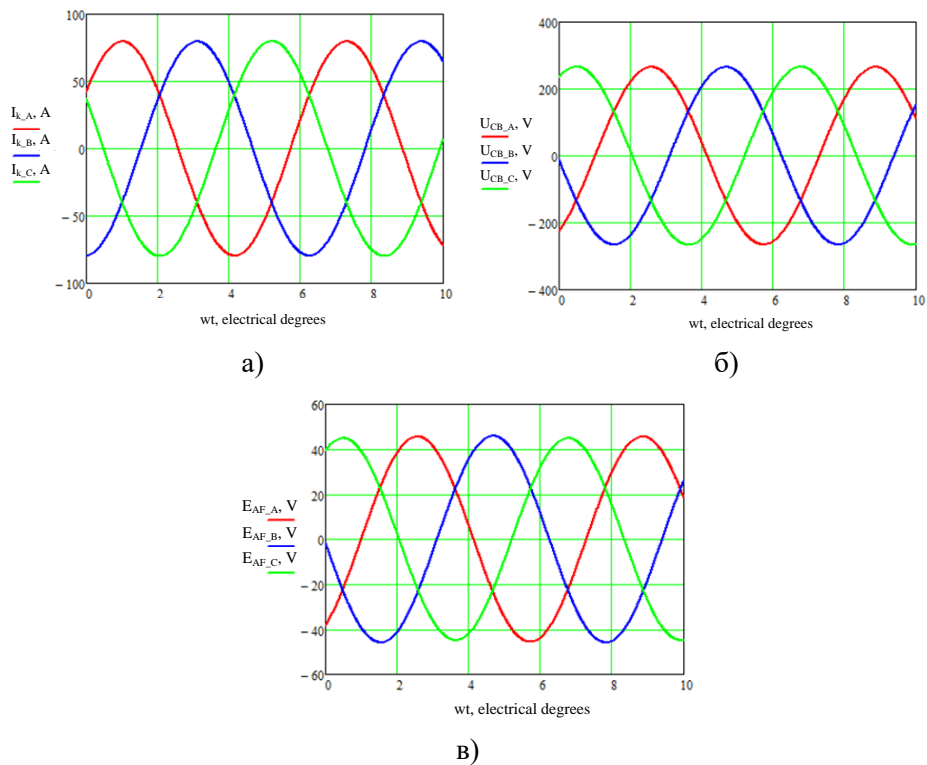 100
50
0
− 50
− 100
I_k_A, A
I_k_B, A
I_k_C, A
0 2 4 6 8 10
wt, electrical degrees
а)
400
200
0
− 200
− 400
U_CB_A, V
U_CB_B, V
U_CB_C, V
0 2 4 6 8 10
wt, electrical degrees
б)
60
40
20
0
− 20
− 40
− 60
E_AF_A, V
E_AF_B, V
E_AF_C, V
0 2 4 6 8 10
wt, electrical degrees
в)